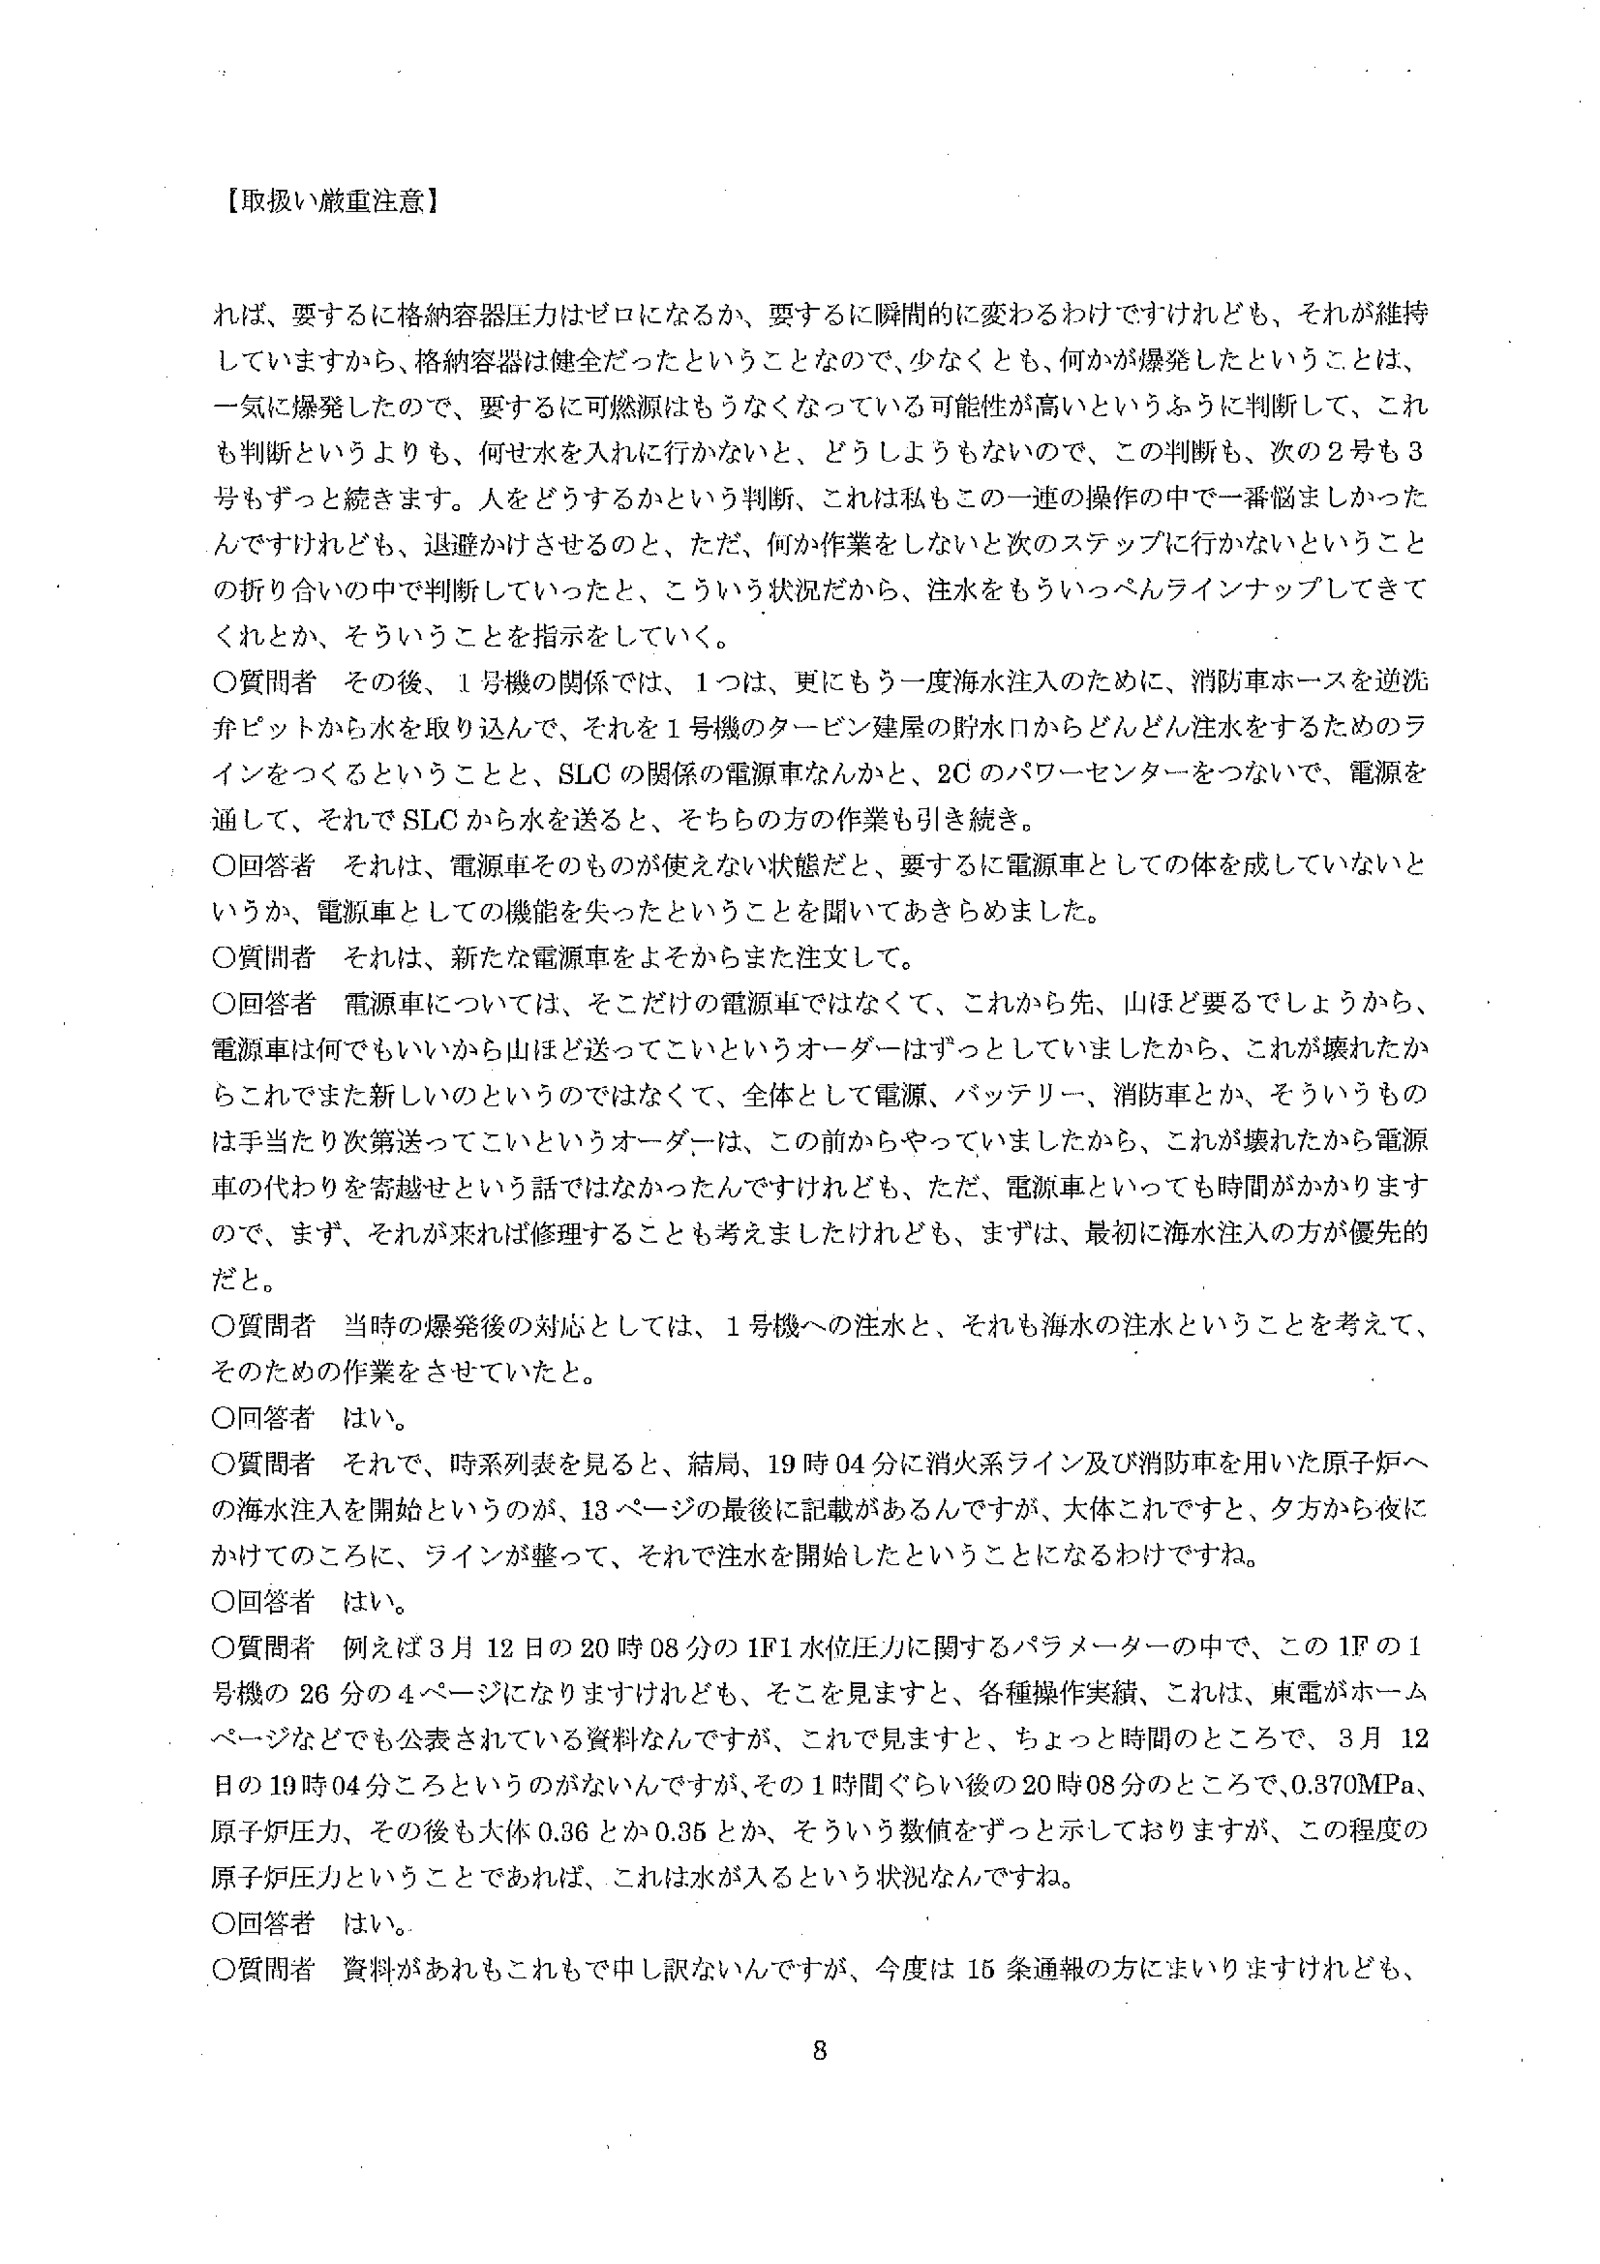 【取扱い厳重注意】
れば、要するに格納容器圧力はゼロになるか、要するに瞬間的に変わるわけですけれども、それが維持
していますから、格納容器は健全だったということなので、少なくとも、何かが爆発したということは、
一気に爆発したので、要するに可燃源はもうなくなっている可能性が高いというふうに判断して、これ
も判断というよりも、何せ水を入れに行かないと、どうしようもないので、この判断も、次の2号も3
号もずっと続きます。人をどうするかという判断、これは私もこの一連の操作の中で一番悩ましかった
んですけれども、退避かけさせるのと、ただ、何か作業をしないと次のステップに行かないということ
の折り合いの中で判断していったと、こういう状況だから、注水をもういっぺんラインナップしてきて
くれとか、そういうことを指示をしていく。
○質問者　その後、1号機の関係では、1つは、更にもう一度海水注入のために、消防車ホースを逆洗
弁ピットから水を取り込んで、それを1号機のタービン建屋の貯水口からどんどん注水をするためのラ
インをつくるということと、SLCの関係の電源車なんかと、2Cのパワーセンターをつないで、電源を
通して、それでSLCから水を送ると、そちらの方の作業も引き続き。
○回答者　それは、電源車そのものが使えない状態だと、要するに電源車としての体を成していないと
いうか、電源車としての機能を失ったということを聞いてあきらめました。
○質問者　それは、新たな電源車をよそからまた注文して。
○回答者　電源車については、そこだけの電源車ではなくて、これから先、山ほど要るでしょうから、
電源車は何でもいいから山ほど送ってこいというオーダーはずっとしていましたから、これが壊れたか
らこれでまた新しいのというのではなくて、全体として電源、バッテリー、消防車とか、そういうもの
は手当たり次第送ってこいというオーダーは、この前からやっていましたから、これが壊れたから電源
車の代わりを寄越せという話ではなかったんですけれども、ただ、電源車といっても時間がかかります
ので、まず、それが来れば修理することも考えましたけれども、まずは、最初に海水注入の方が優先的
だと。
○質問者　当時の爆発後の対応としては、1号機への注水と、それも海水の注水ということを考えて、
そのための作業をさせていたと。
○回答者　はい。
○質問者　それで、時系列表を見ると、結局、19時04分に消火系ライン及び消防車を用いた原子炉へ
の海水注入を開始というのが、13ページの最後に記載があるんですが、大体これですと、夕方から夜に
かけてのころに、ラインが整って、それで注水を開始したということになるわけですね。
○回答者　はい。
○質問者　例えば3月12日の20時08分の1F1水位圧力に関するパラメーターの中で、この1Fの1
号機の26分の4ページになりますけれども、そこを見ますと、各種操作実績、これは、東電がホーム
ページなどでも公表されている資料なんですが、これで見ますと、ちょっと時間のところで、3月12
日の19時04分ころというのがないんですが、その1時間ぐらい後の20時08分のところで、0.370MPa、
原子炉圧力、その後も大体0.36とか0.35とか、そういう数値をずっと示しておりますが、この程度の
原子炉圧力ということであれば、これは水が入るという状況なんですね。
○回答者　はい。
○質問者　資料があれもこれもで申し訳ないんですが、今度は15条通報の方にまいりますけれども、
8